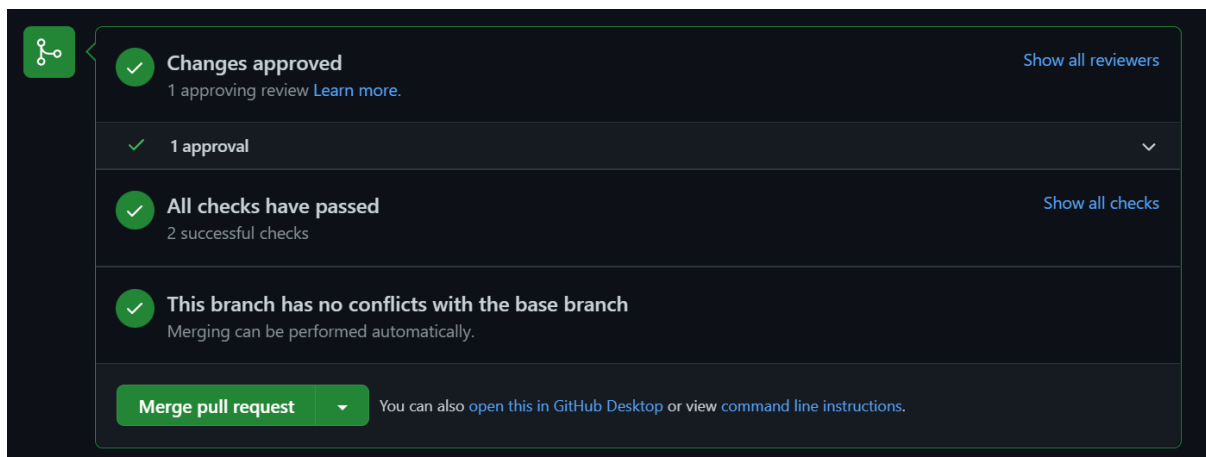 Changes approved
Show all reviewers
1 approving review Learn more.
1 approval
All checks have passed
Show all checks
2 successful checks
This branch has no conflicts with the base branch
Merging can be performed automatically.
Merge pull request
You can also open this in GitHub Desktop or view command line instructions.